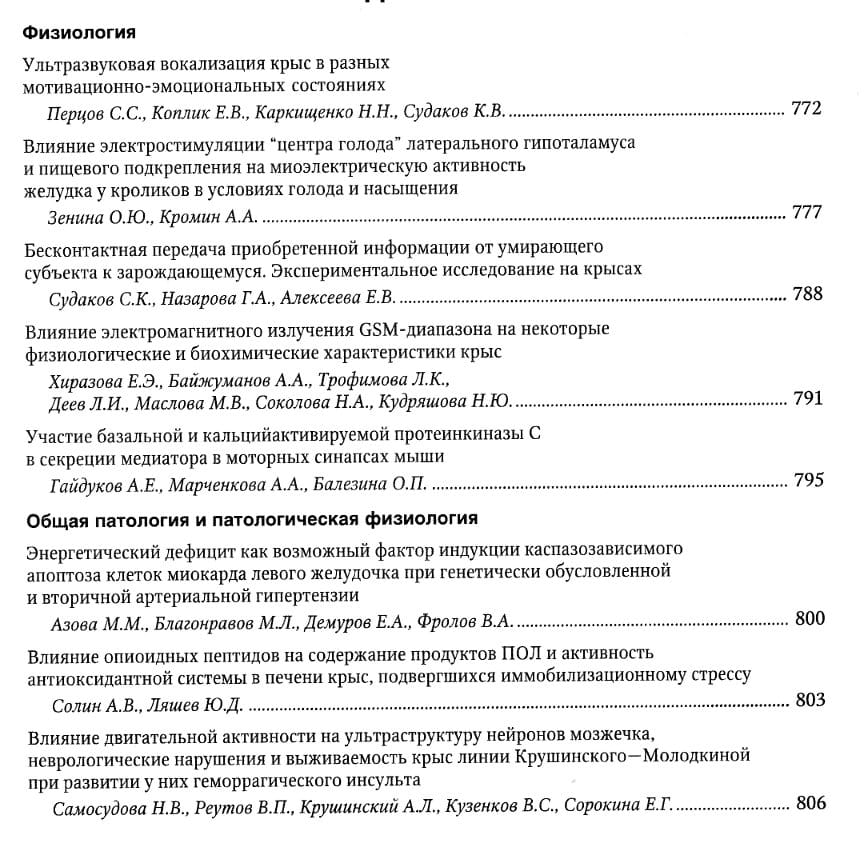 Физиология
Ультразвуковая вокализация крыс в разных
мотивационно-эмоциональных состояниях
Перцов С.С., Коплик Е.В., Каркищенко Н.Н., Судаков К.В. 772
Влияние электростимуляции “центра голода” латерального гипоталамуса
и пищевого подкрепления на миоэлектрическую активность
желудка у кроликов в условиях голода и насыщения
Зенина О.Ю., Кромин А.А. 777
Бесконтактная передача приобретенной информации от умирающего
субъекта к зарождающемуся. Экспериментальное исследование на крысах
Судаков С.К., Назарова Г.А., Алексеева Е.В. 788
Влияние электромагнитного излучения GSM-диапазона на некоторые
физиологические и биохимические характеристики крыс
Хиразова Е.Э., Байжуманов А.А., Трофимова Л.К.,
Деев Л.И., Маслова М.В., Соколова Н.А., Кудряшова Н.Ю. 791
Участие базальной и кальцийактивируемой протеинкиназы С
в секреции медиатора в моторных синапсах мыши
Гайдуков А.Е., Марченкова А.А., Балезина О.П. 795
Общая патология и патологическая физиология
Энергетический дефицит как возможный фактор индукции каспазозависимого
апоптоза клеток миокарда левого желудочка при генетически обусловленной
и вторичной артериальной гипертензии
Азова М.М., Благонравов М.Л., Демуров Е.А., Фролов В.А. 800
Влияние опиоидных пептидов на содержание продуктов ПОЛ и активность
антиоксидантной системы в печени крыс, подвергшихся иммобилизационному стрессу
Солин А.В., Ляшев Ю.Д. 803
Влияние двигательной активности на ультраструктуру нейронов мозжечка,
неврологические нарушения и выживаемость крыс линии Крушинского—Молодкиной
при развитии у них геморрагического инсульта
Самосудова Н.В., Реутов В.П., Крушинский А.Л., Кузенков В.С., Сорокина Е.Г. 806